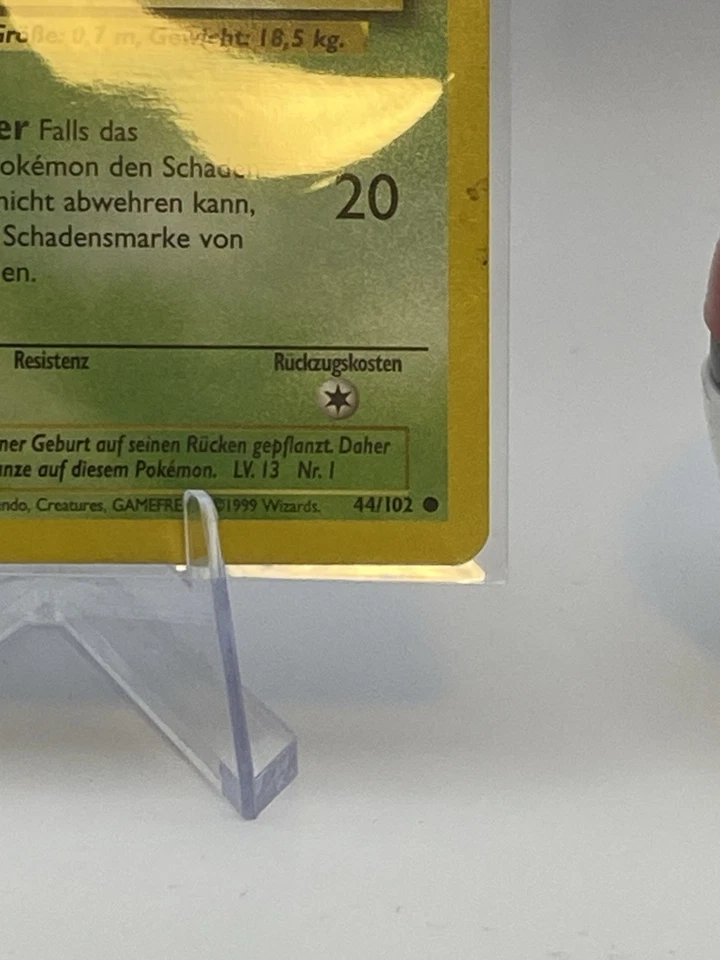 Größe: 0,7 m, Gewicht: 18,5 kg.
er Falls das
okémon den Schaden
nicht abwehren kann,
20
Schadensmarke von
en.
Resistenz Rückzugskosten
ner Geburt auf seinen Rücken gepflanzt. Daher
anze auf diesem Pokémon. LV. 13 Nr. 1
ndo, Creatures, GAMEFRE ©1999 Wizards. 44/102